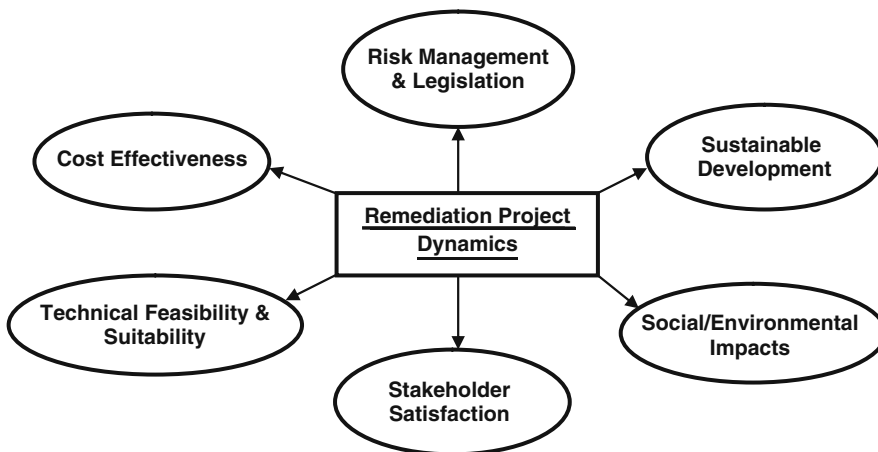 Risk Management
& Legislation
Cost Effectiveness
Sustainable
Development
Remediation Project
Dynamics
Technical Feasibility &
Suitability
Social/Environmental
Impacts
Stakeholder
Satisfaction